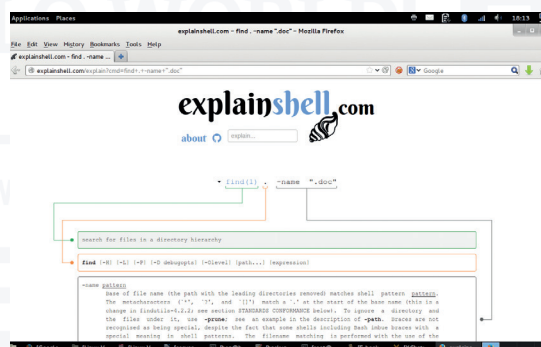 Applications Places 18:13
explainshell.com - find . -name ".doc" - Mozilla Firefox
File Edit View History Bookmarks Tools Help
explainshell.com - find . -name ...
explainshell.com/explain?cmd=find+.+-name+".doc" Google
explainshell.com
about explain...
find(1) . -name ".doc"
search for files in a directory hierarchy
find [-H] [-L] [-P] [-D debugopts] [-Olevel] [path...] [expression]
-name pattern
Base of file name (the path with the leading directories removed) matches shell pattern pattern.
The metacharacters (`*', `?', and `[]') match a `.' at the start of the base name (this is a
change in findutils-4.2.2; see section STANDARDS CONFORMANCE below). To ignore a directory and
the files under it, use -prune; see an example in the description of -path. Braces are not
recognised as being special, despite the fact that some shells including Bash imbue braces with a
special meaning in shell patterns. The filename matching is performed with the use of the